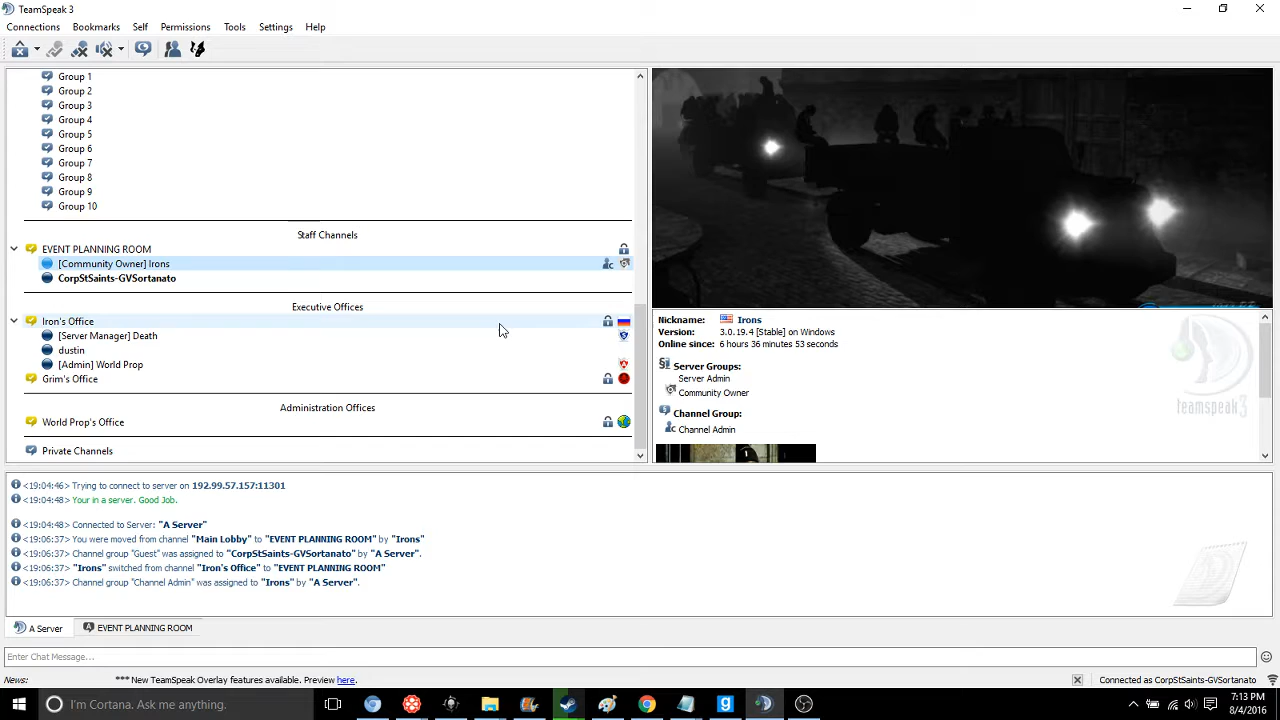 TeamSpeak 3
Connections Bookmarks Self Permissions Tools Settings Help
Group 1
Group 2
Group 3
Group 4
Group 5
Group 6
Group 7
Group 8
Group 9
Group 10
Staff Channels
EVENT PLANNING ROOM
[Community Owner] Irons
CorpStSaints-GVSortanato
Executive Offices
Iron's Office
[Server Manager] Death
dustin
[Admin] World Prop
Grim's Office
Administration Offices
World Prop's Office
Private Channels
Nickname: Irons
Version: 3.0.19.4 [Stable] on Windows
Online since: 6 hours 36 minutes 53 seconds
Server Groups:
Server Admin
Community Owner
Channel Group:
Channel Admin
teamspeak3
<19:04:46> Trying to connect to server on 192.99.57.157:11301
<19:04:48> Your in a server. Good Job.
<19:04:48> Connected to Server: "A Server"
<19:06:37> You were moved from channel "Main Lobby" to "EVENT PLANNING ROOM" by "Irons"
<19:06:37> Channel group "Guest" was assigned to "CorpStSaints-GVSortanato" by "A Server".
<19:06:37> "Irons" switched from channel "Iron's Office" to "EVENT PLANNING ROOM"
<19:06:37> Channel group "Channel Admin" was assigned to "Irons" by "A Server".
A Server EVENT PLANNING ROOM
Enter Chat Message...
News: *** New TeamSpeak Overlay features available. Preview here. Connected as CorpStSaints-GVSortanato
I'm Cortana. Ask me anything.
7:13 PM
8/4/2016